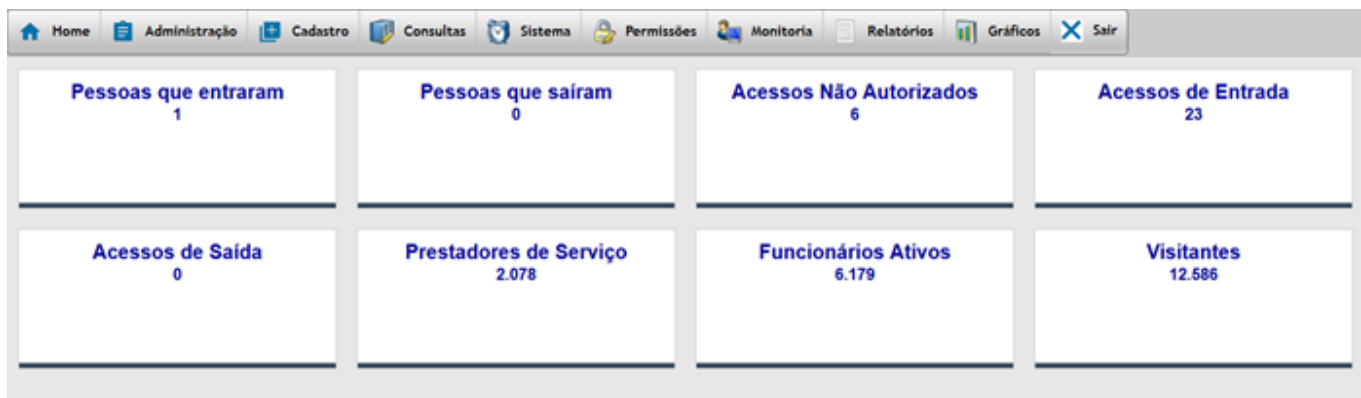 Home Administração Cadastro Consultas Sistema Permissões Monitoria Relatórios Gráficos Sair
Pessoas que entraram
1
Pessoas que saíram
0
Acessos Não Autorizados
6
Acessos de Entrada
23
Acessos de Saída
0
Prestadores de Serviço
2.078
Funcionários Ativos
6.179
Visitantes
12.586